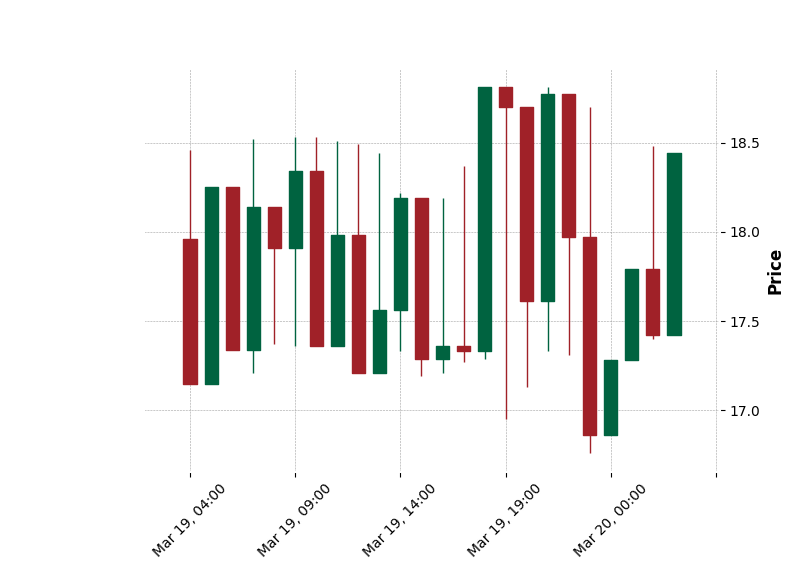 18.5
18.0
17.5
17.0
Price
Mar 19, 04:00
Mar 19, 09:00
Mar 19, 14:00
Mar 19, 19:00
Mar 20, 00:00